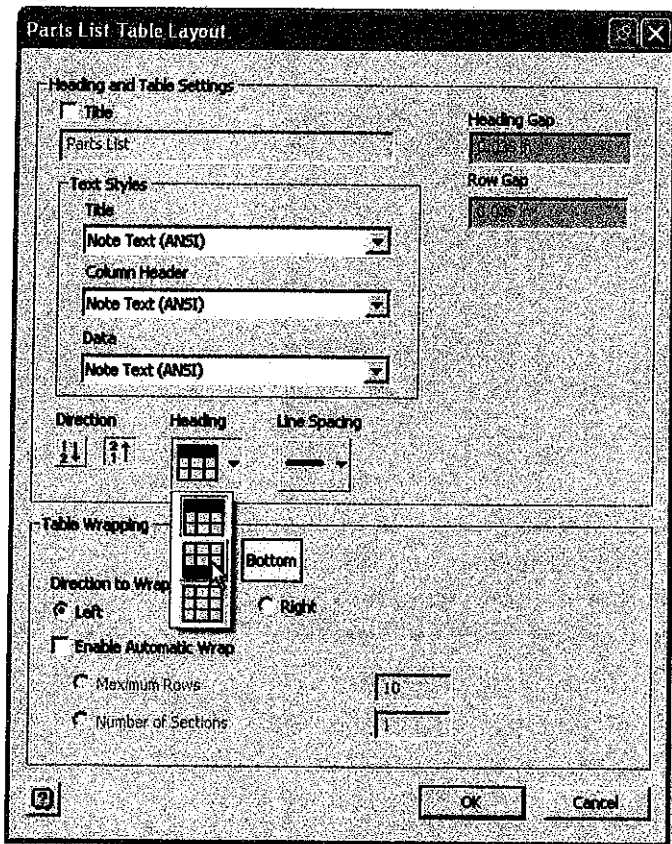 Parts List Table Layout
Heading and Table Settings
Title
Parts List
Heading Gap
Row Gap
Text Styles
Title
Note Text (ANSI)
Column Header
Note Text (ANSI)
Data
Note Text (ANSI)
Direction
Heading
Line Spacing
Table Wrapping
Bottom
Direction to Wrap
Left
Right
Enable Automatic Wrap
Maximum Rows
10
Number of Sections
1
OK
Cancel